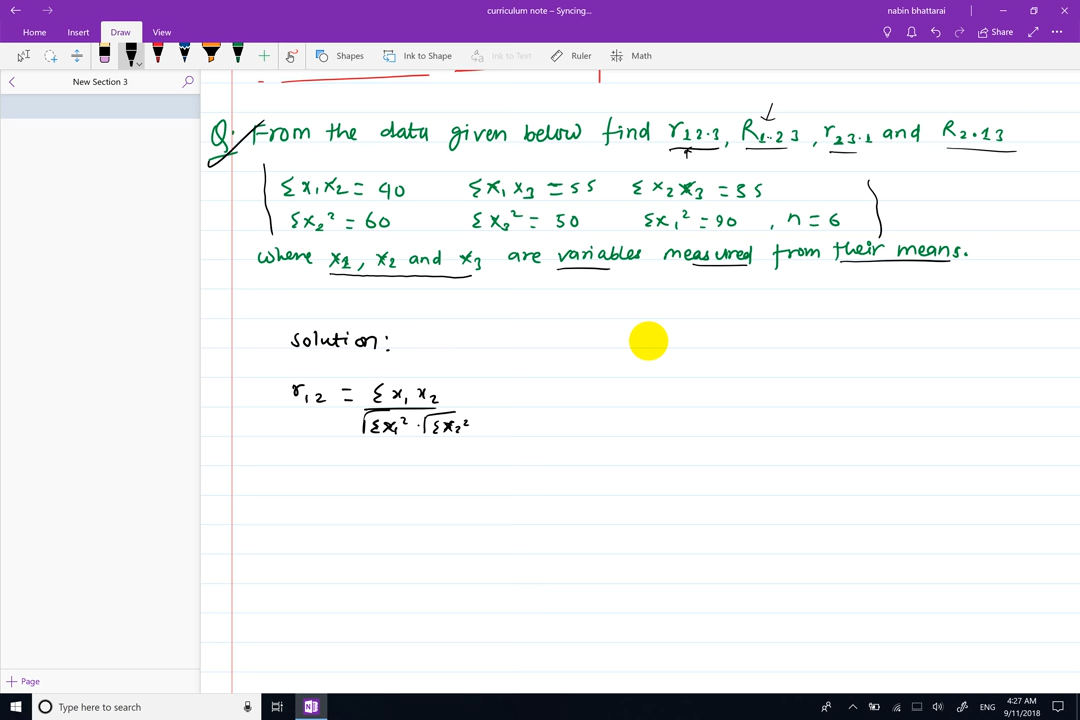 curriculum note – Syncing...
nabin bhattarai
Home Insert Draw View
Share
Shapes Ink to Shape Ink to Text Ruler Math
New Section 3
Q. From the data given below find r12.3, R1.23, r23.1 and R2.13
Σx₁x₂ = 40 Σx₁x₃ = 55 Σx₂x₃ = 35
Σx₂² = 60 Σx₃² = 50 Σx₁² = 90, n = 6
where x1, x2 and x3 are variables measured from their means.
Solution:
r12 = Σx₁x₂
√Σx₁² · √Σx₂²
+ Page
Type here to search
ENG
4:27 AM
9/11/2018